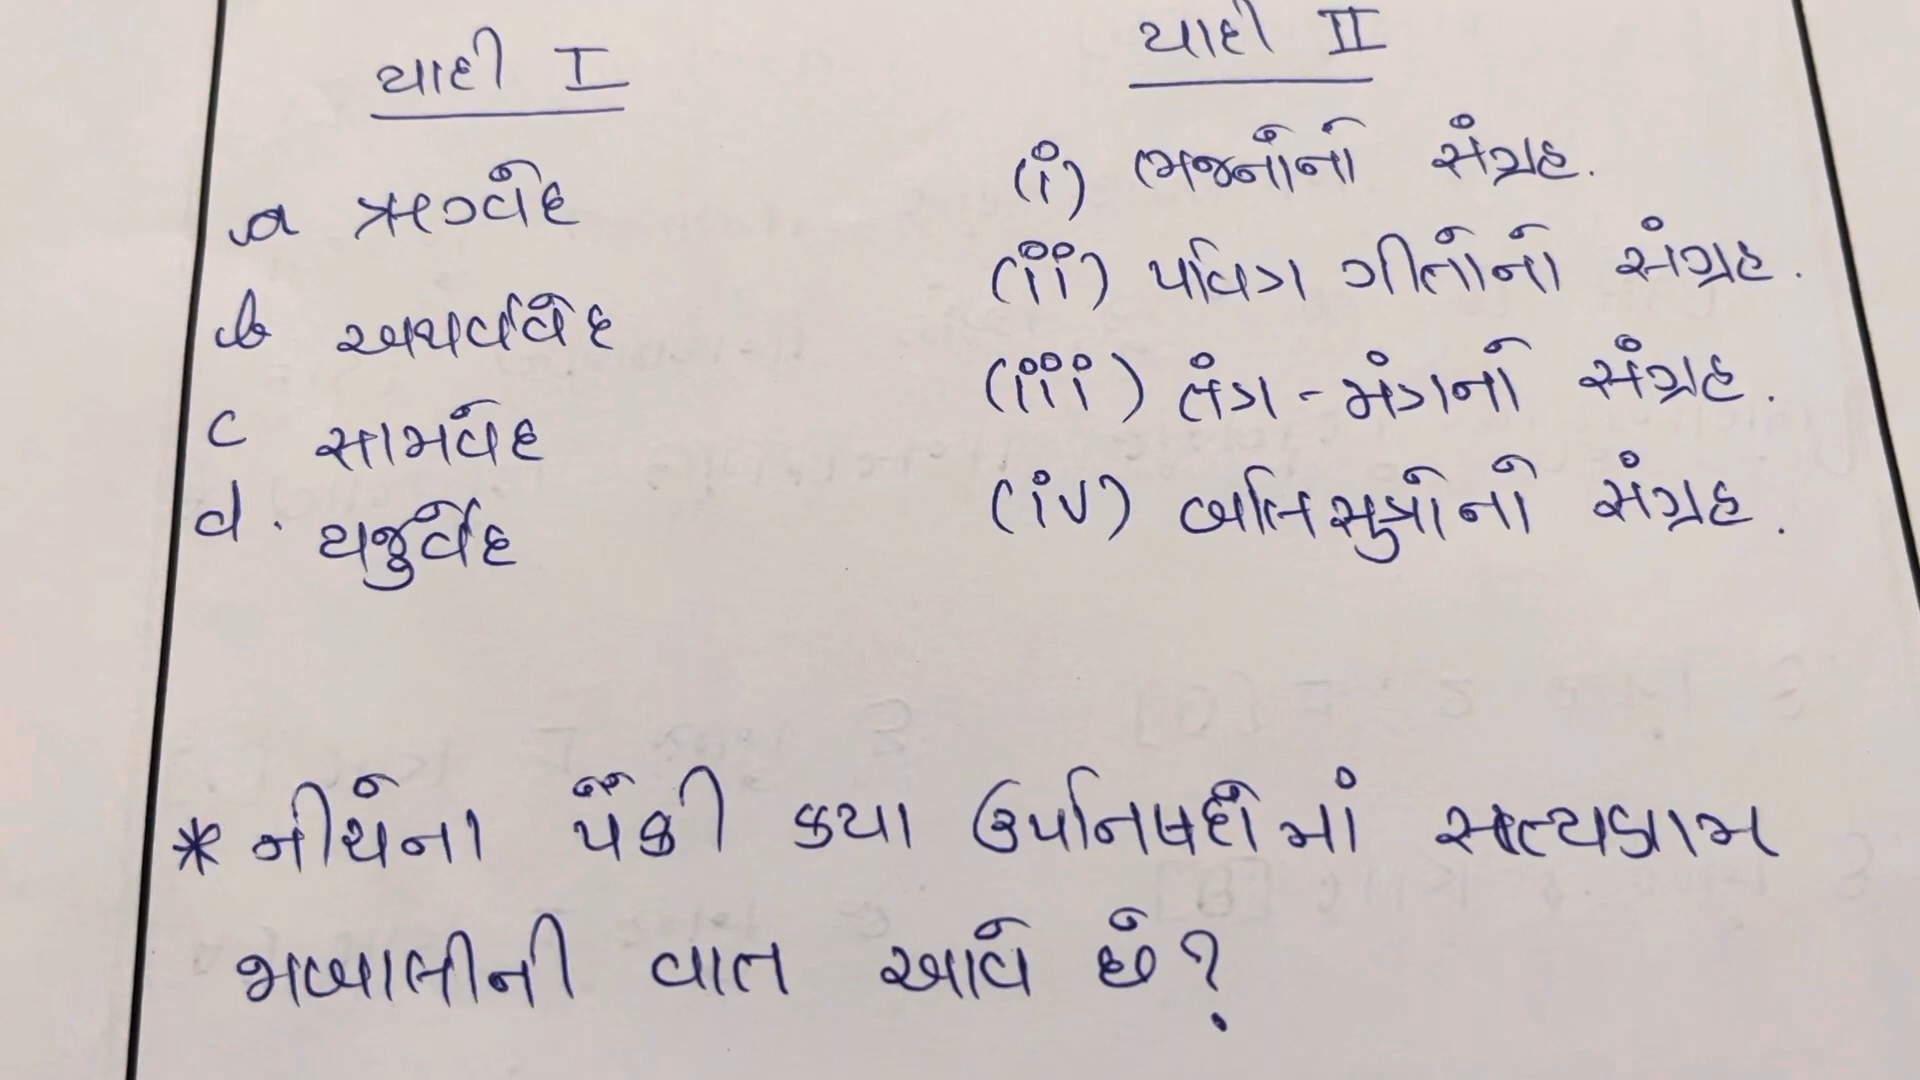 યાદી I
યાદી II
a ઋગ્વેદ
(i) ભજનોનો સંગ્રહ.
b અથર્વવેદ
(ii) પવિત્ર ગીતોનો સંગ્રહ.
c સામવેદ
(iii) તંત્ર - મંત્રનો સંગ્રહ.
d. યજુર્વેદ
(iv) બલિસુત્રોનો સંગ્રહ.
* નીચેના પૈકી કયા ઉપનિષદોમાં સત્યકામ
જાબાલીની વાત આવે છે?